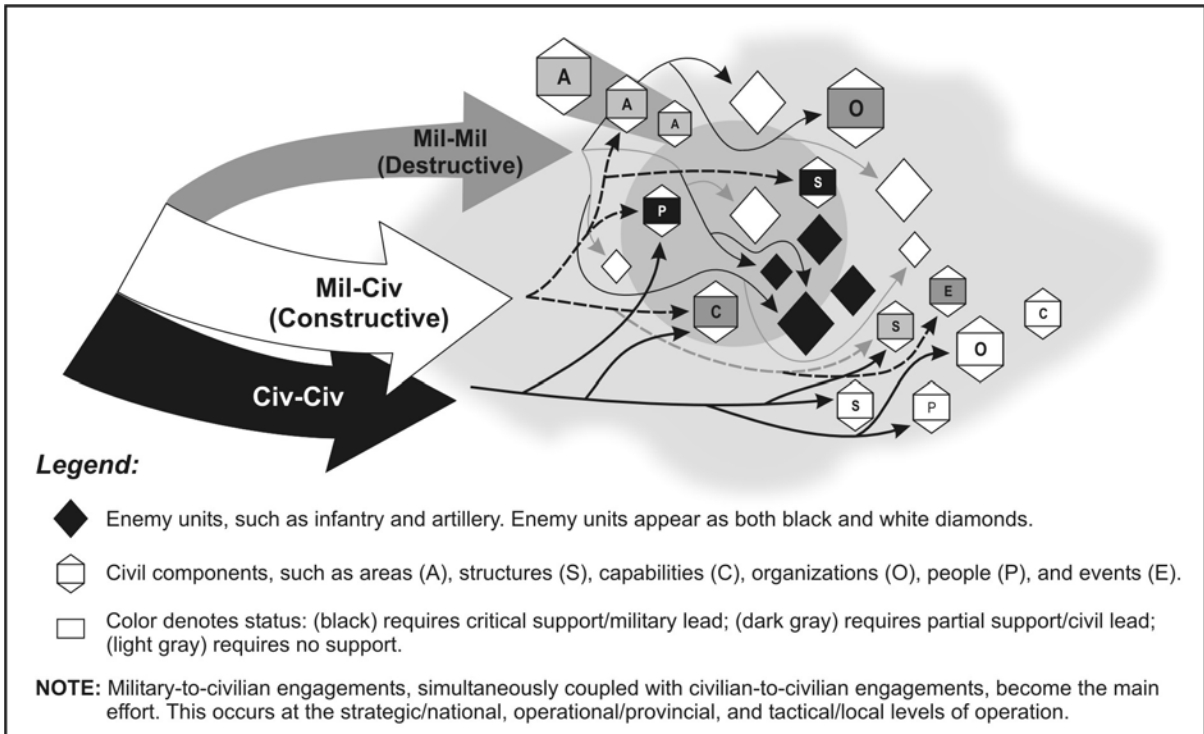 A
A
A
O
Mil-Mil
(Destructive)
S
P
Mil-Civ
(Constructive)
E
C
C
S
O
Civ-Civ
S
P
Legend:
Enemy units, such as infantry and artillery. Enemy units appear as both black and white diamonds.
Civil components, such as areas (A), structures (S), capabilities (C), organizations (O), people (P), and events (E).
Color denotes status: (black) requires critical support/military lead; (dark gray) requires partial support/civil lead;
(light gray) requires no support.
NOTE: Military-to-civilian engagements, simultaneously coupled with civilian-to-civilian engagements, become the main
effort. This occurs at the strategic/national, operational/provincial, and tactical/local levels of operation.